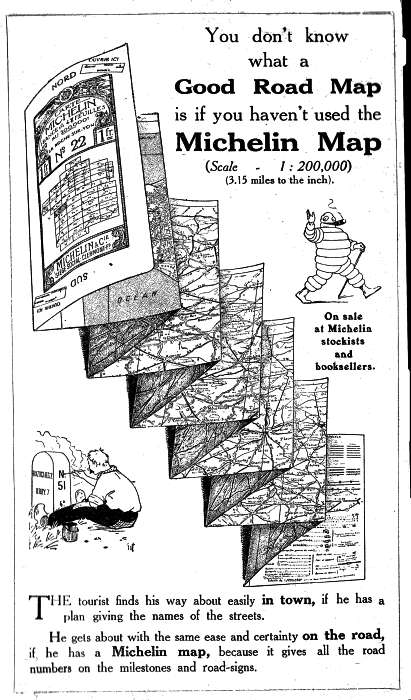 You don't know
what a
Good Road Map
is if you haven't used the
Michelin Map
(Scale - 1 : 200,000)
(3.15 miles to the inch).
NORD
OUVRIR ICI
MICHELIN
No 22
1f
MICHELIN & Cie
SUD
OCEAN
On sale
at Michelin
stockists
and
booksellers.
N
51
THE tourist finds his way about easily in town, if he has a
plan giving the names of the streets.
He gets about with the same ease and certainty on the road,
if he has a Michelin map, because it gives all the road
numbers on the milestones and road-signs.